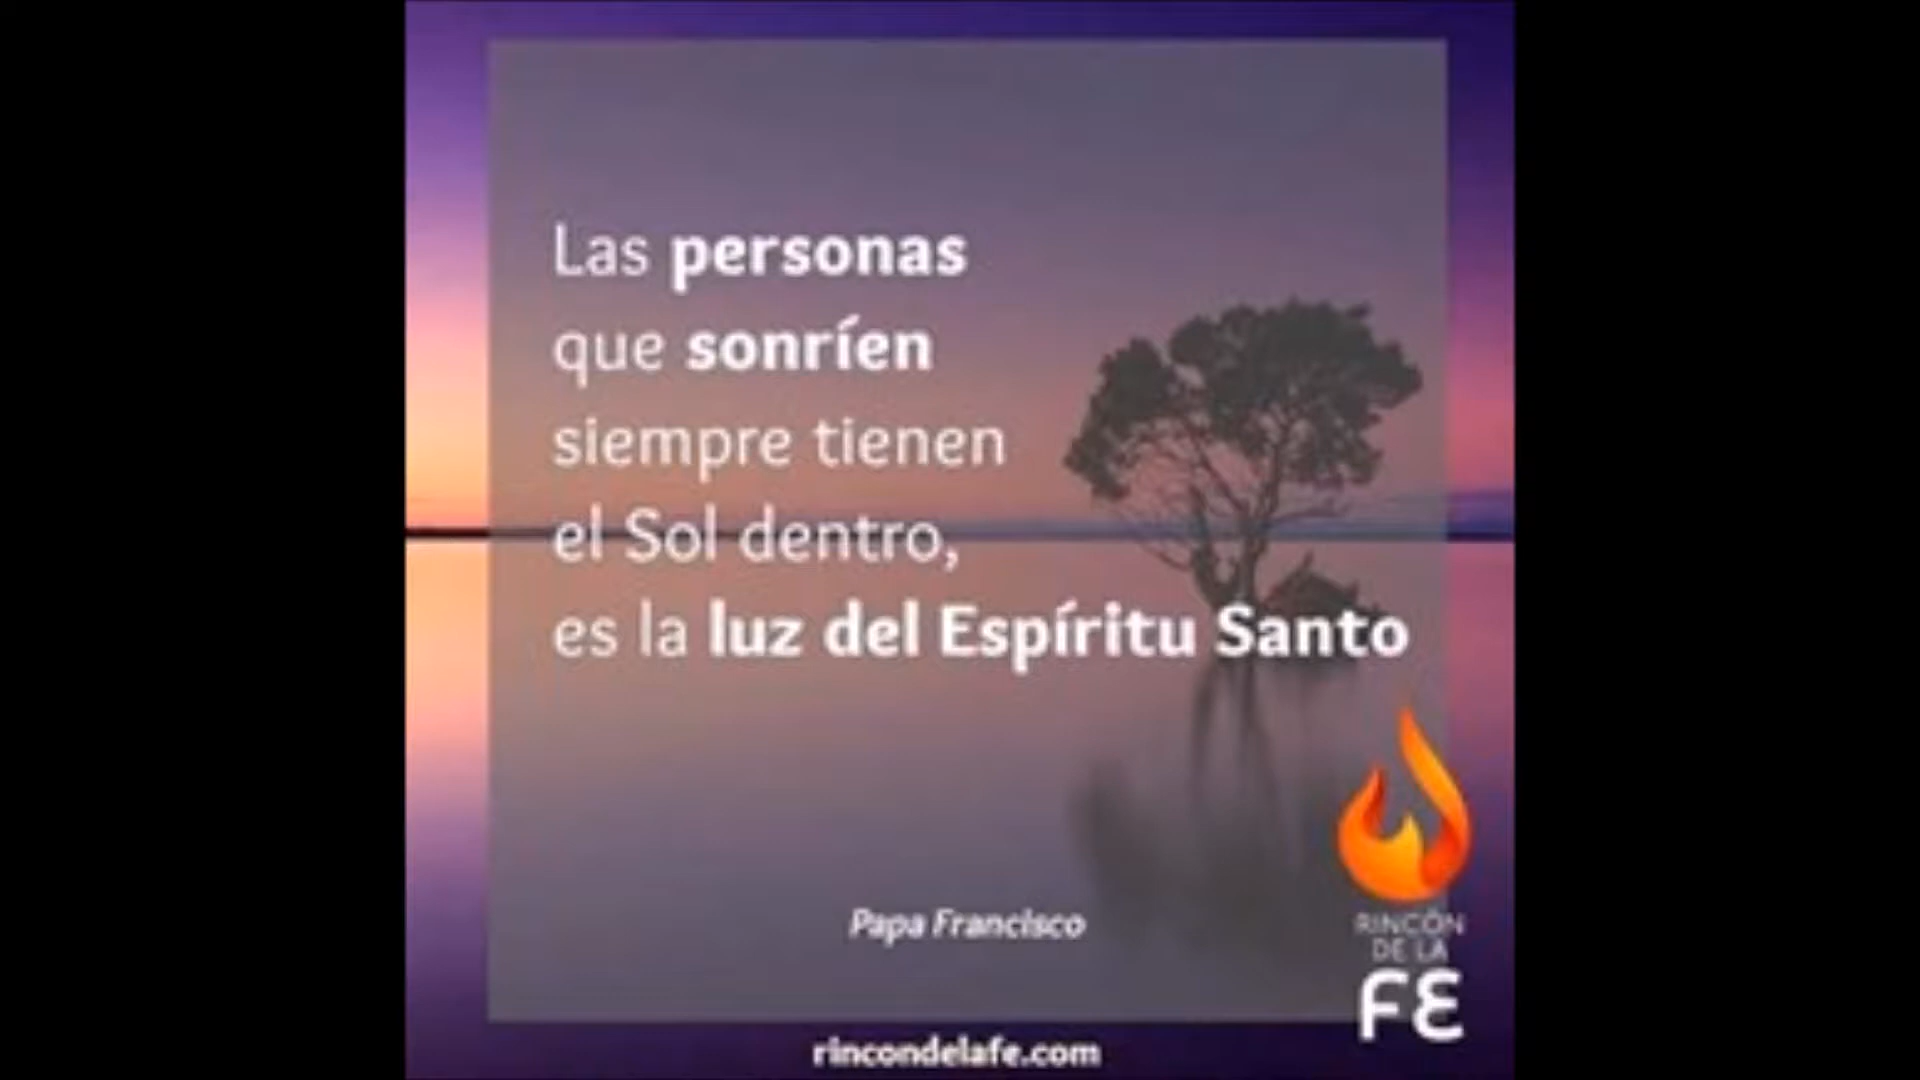 Las personas
que sonríen
siempre tienen
el Sol dentro,
es la luz del Espíritu Santo
Papa Francisco
RINCÓN
DE LA
FE
rincondelafe.com